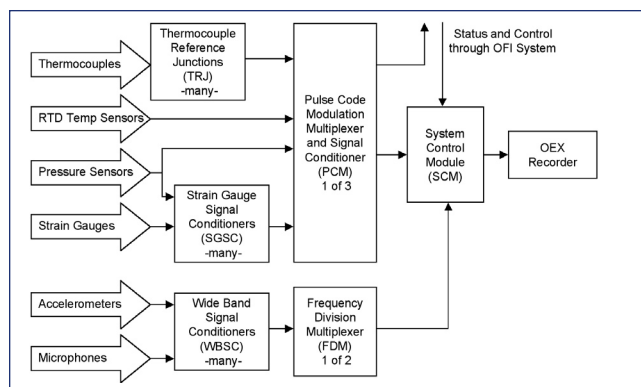 Thermocouples
RTD Temp Sensors
Pressure Sensors
Strain Gauges
Accelerometers
Microphones
Thermocouple
Reference
Junctions
(TRJ)
-many-
Strain Gauge
Signal
Conditioners
(SGSC)
-many-
Wide Band
Signal
Conditioners
(WBSC)
-many-
Pulse Code
Modulation
Multiplexer
and Signal
Conditioner
(PCM)
1 of 3
Frequency
Division
Multiplexer
(FDM)
1 of 2
Status and Control
through OFI System
System
Control
Module
(SCM)
OEX
Recorder